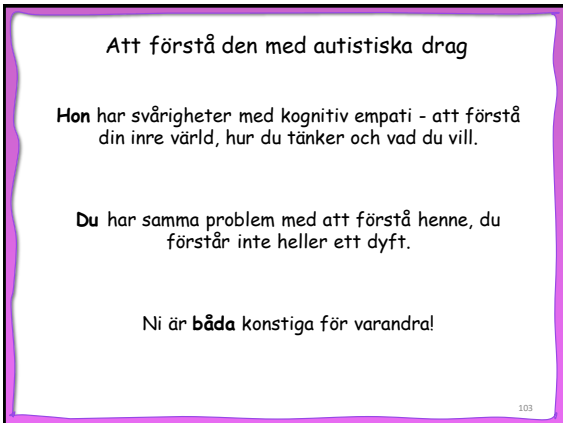 Att förstå den med autistiska drag
Hon har svårigheter med kognitiv empati - att förstå
din inre värld, hur du tänker och vad du vill.
Du har samma problem med att förstå henne, du
förstår inte heller ett dyft.
Ni är båda konstiga för varandra!
103